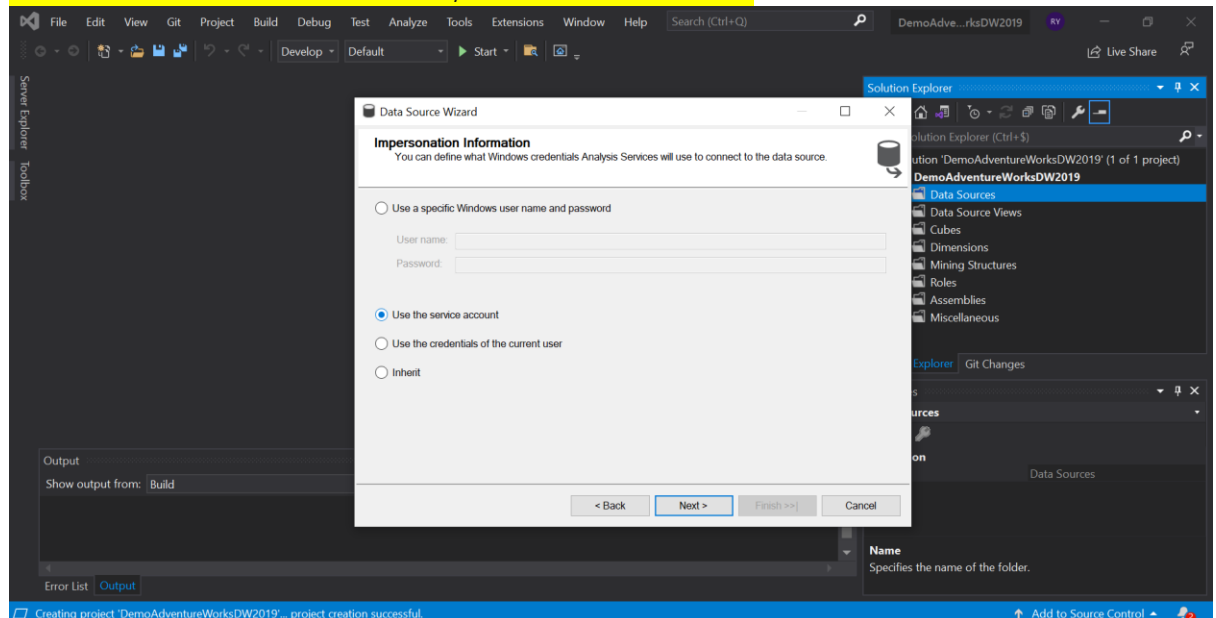 File Edit View Git Project Build Debug Test Analyze Tools Extensions Window Help Search (Ctrl+Q) DemoAdve...rksDW2019 RY
Develop Default Start Live Share
Server Explorer
Toolbox
Data Source Wizard
Impersonation Information
You can define what Windows credentials Analysis Services will use to connect to the data source.
Use a specific Windows user name and password
User name:
Password:
Use the service account
Use the credentials of the current user
Inherit
< Back Next > Finish >>| Cancel
Solution Explorer
olution Explorer (Ctrl+$)
ution 'DemoAdventureWorksDW2019' (1 of 1 project)
DemoAdventureWorksDW2019
Data Sources
Data Source Views
Cubes
Dimensions
Mining Structures
Roles
Assemblies
Miscellaneous
Explorer Git Changes
s
urces
on
Data Sources
Name
Specifies the name of the folder.
Output
Show output from: Build
Error List Output
Creating project 'DemoAdventureWorksDW2019'... project creation successful. Add to Source Control